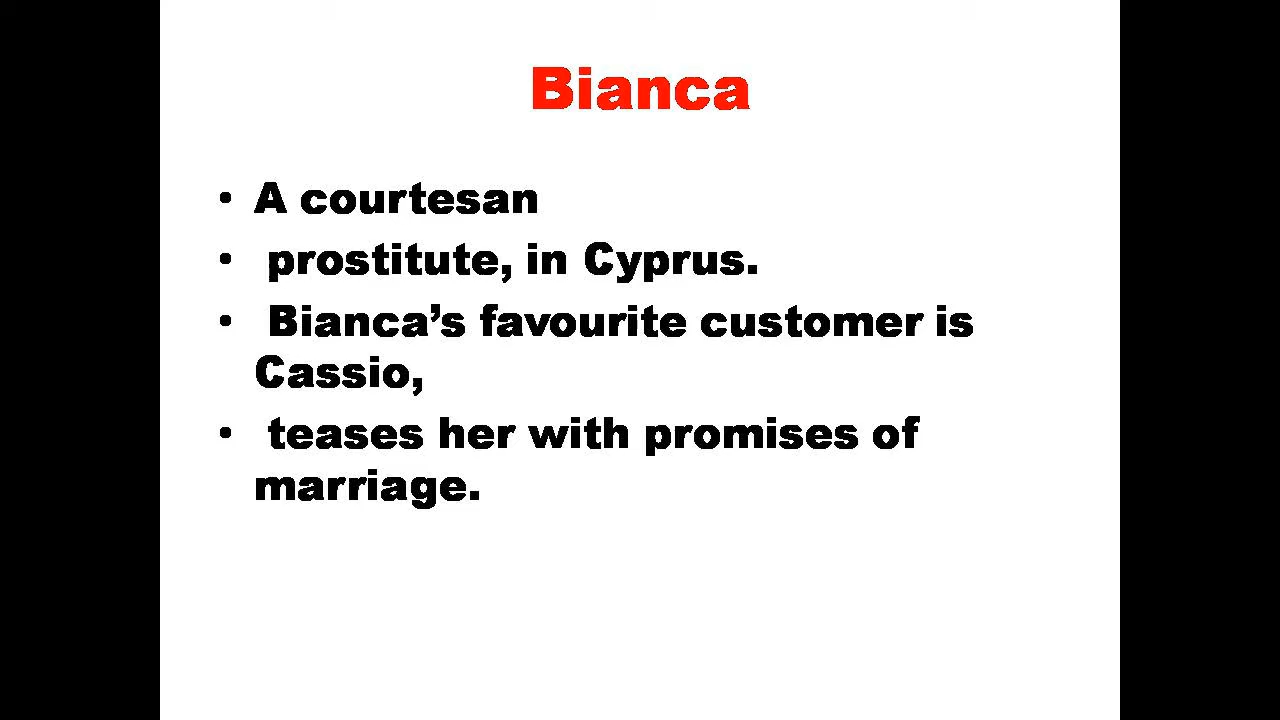 Bianca
• A courtesan
• prostitute, in Cyprus.
• Bianca’s favourite customer is
Cassio,
• teases her with promises of
marriage.